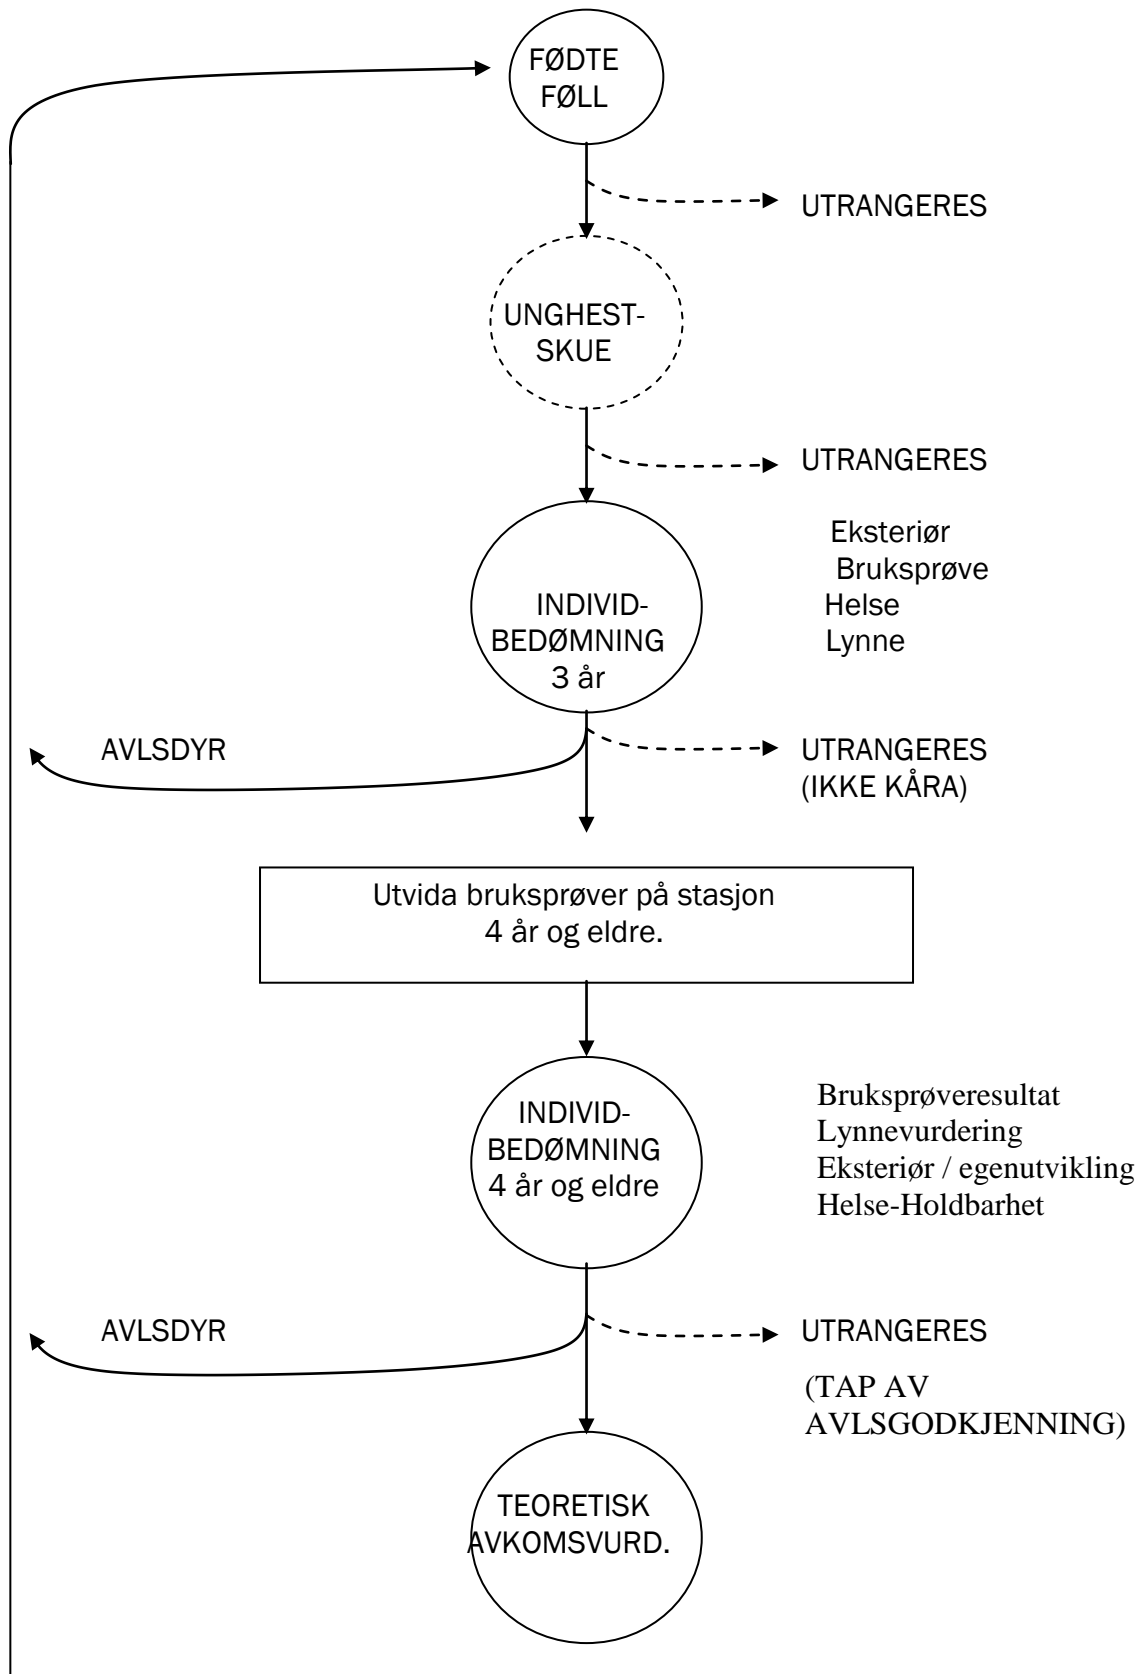 FØDTE
FØLL
UTRANGERES
UNGHEST-
SKUE
UTRANGERES
Eksteriør
Bruksprøve
Helse
Lynne
INDIVID-
BEDØMNING
3 år
AVLSDYR
UTRANGERES
(IKKE KÅRA)
Utvida bruksprøver på stasjon
4 år og eldre.
INDIVID-
BEDØMNING
4 år og eldre
Bruksprøveresultat
Lynnevurdering
Eksteriør / egenutvikling
Helse-Holdbarhet
AVLSDYR
UTRANGERES
(TAP AV
AVLSGODKJENNING)
TEORETISK
AVKOMSVURD.